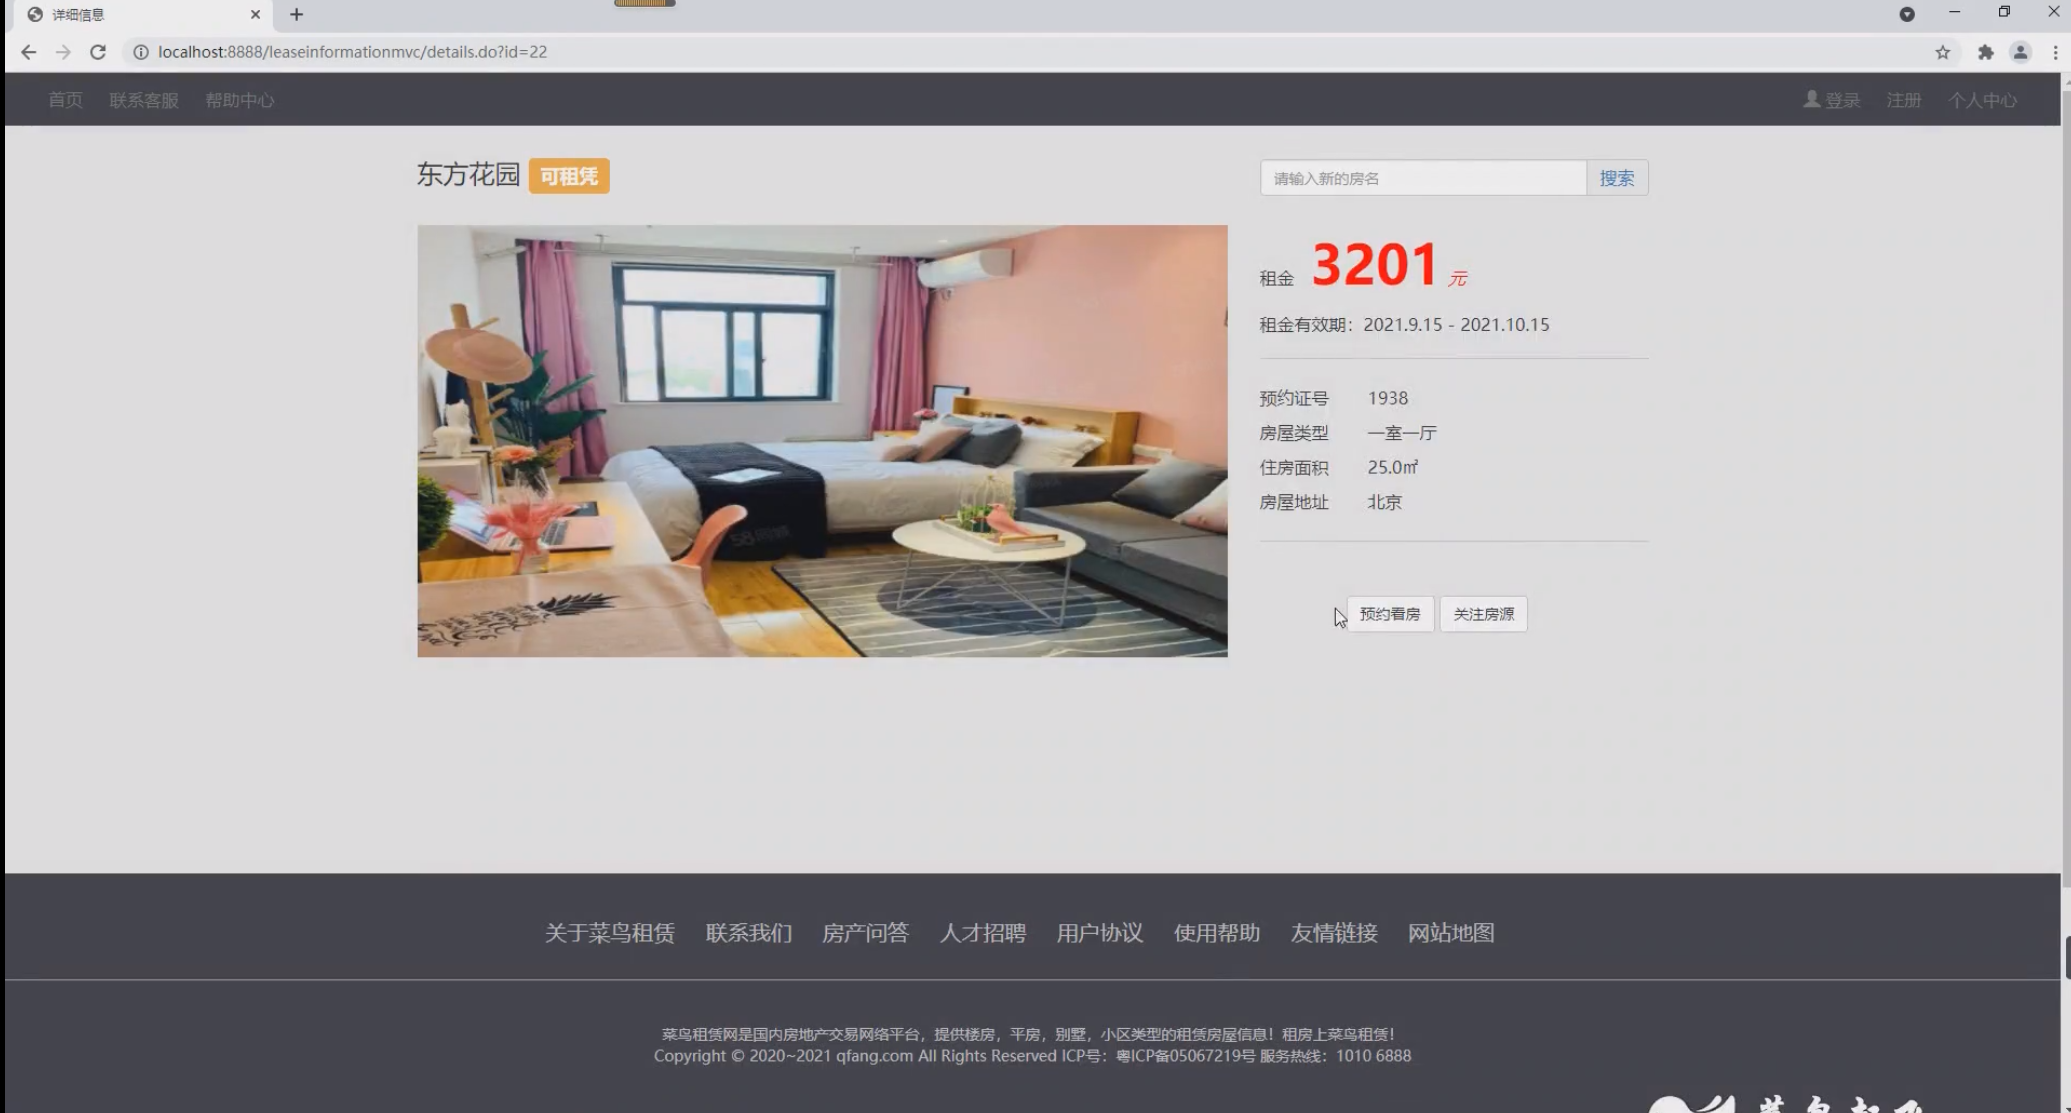 详细信息
localhost:8888/leaseinformationmvc/details.do?id=22
首页 联系客服 帮助中心 登录 注册 个人中心
东方花园 可租凭
请输入新的房名 搜索
租金 3201 元
租金有效期：2021.9.15 - 2021.10.15
预约证号 1938
房屋类型 一室一厅
住房面积 25.0㎡
房屋地址 北京
预约看房 关注房源
关于菜鸟租赁 联系我们 房产问答 人才招聘 用户协议 使用帮助 友情链接 网站地图
菜鸟租赁网是国内房地产交易网络平台，提供楼房，平房，别墅，小区类型的租赁房屋信息！租房上菜鸟租赁！
Copyright © 2020~2021 qfang.com All Rights Reserved ICP号：粤ICP备05067219号 服务热线：1010 6888